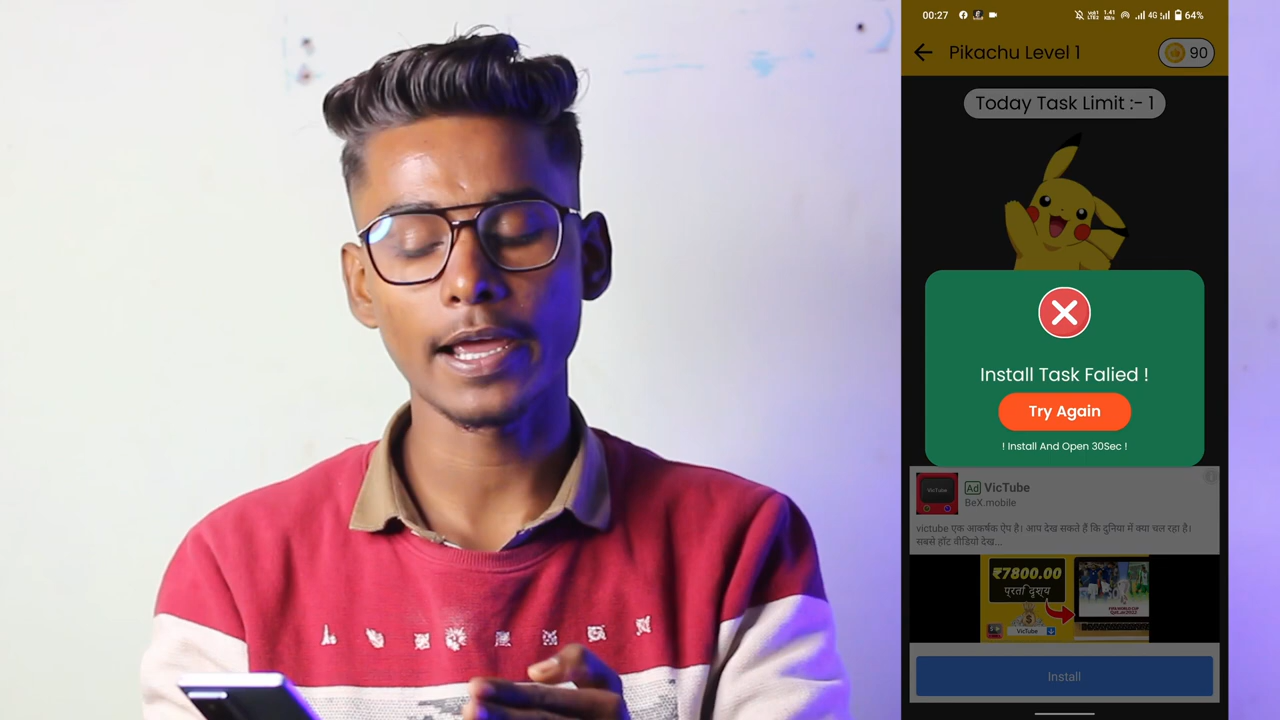 00:27
4G
64%
Pikachu Level 1
90
Today Task Limit :- 1
Install Task Falied !
Try Again
! Install And Open 30Sec !
VicTube
Ad VicTube
BeX.mobile
victube एक आकर्षक ऐप है। आप देख सकते हैं कि दुनिया में क्या चल रहा है।
सबसे हॉट वीडियो देख...
₹7800.00
प्रति दृश्य
VicTube
Install